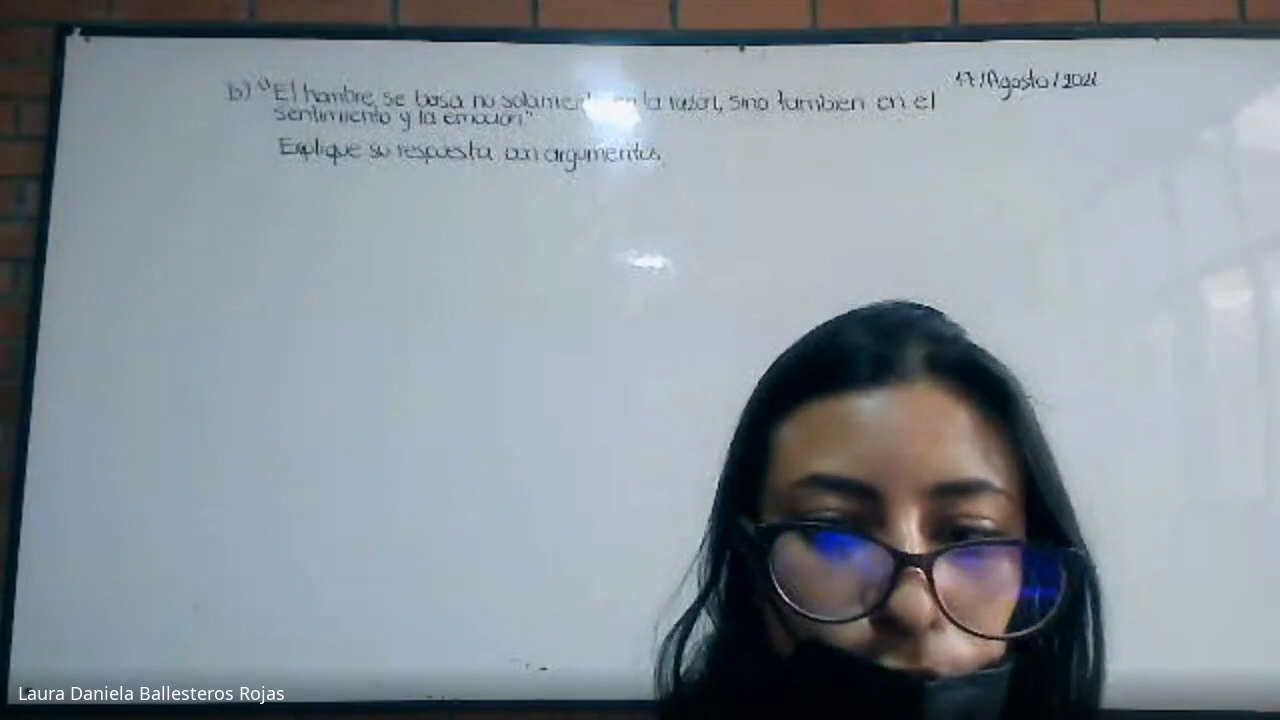 17/Agosto/2021
b) "El hombre se basa no solamente en la razón, sino tambien en el
sentimiento y la emoción"
Explique su respuesta con argumentos.
Laura Daniela Ballesteros Rojas